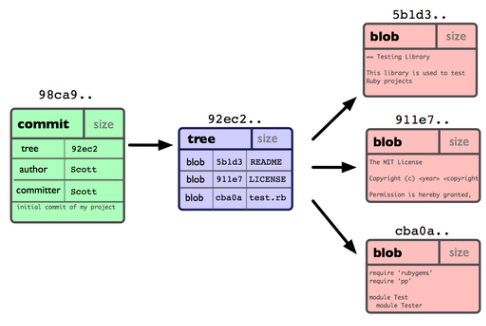 98ca9..
commit size
tree 92ec2
author Scott
committer Scott
initial commit of my project
92ec2..
tree size
blob 5b1d3 README
blob 911e7 LICENSE
blob cba0a test.rb
5b1d3..
blob size
== Testing Library
This library is used to test
Ruby projects
911e7..
blob size
The MIT License
Copyright (c) <year> <copyright
Permission is hereby granted,
cba0a..
blob size
require 'rubygems'
require 'pp'
module Test
module Tester